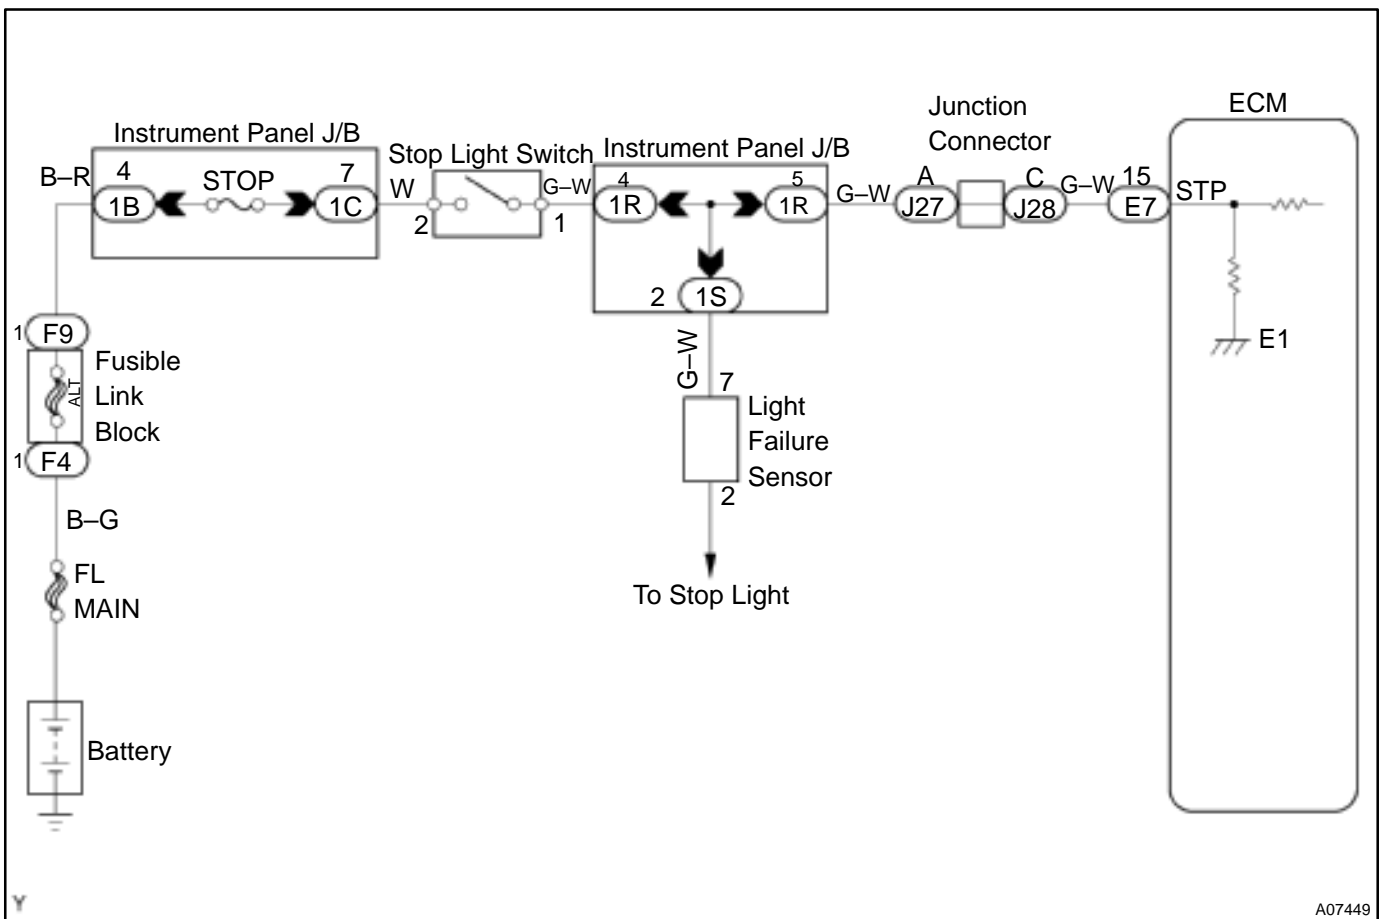 Instrument Panel J/B
B–R
4
1B
STOP
7
1C
W
Stop Light Switch
2
1
G–W
Instrument Panel J/B
4
1R
5
1R
2
1S
G–W
Junction
Connector
A
J27
C
J28
G–W
15
E7
STP
ECM
E1
1
F9
ALT
Fusible
Link
Block
1
F4
B–G
FL
MAIN
Battery
G–W
7
Light
Failure
Sensor
2
To Stop Light
Y
A07449